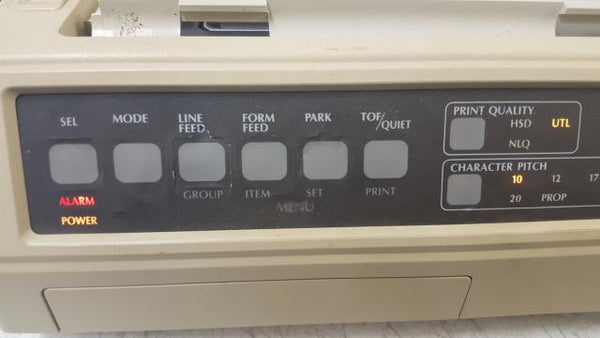 SEL MODE LINE FEED FORM FEED PARK TOF/QUIET
GROUP ITEM SET PRINT
MENU
ALARM
POWER
PRINT QUALITY
HSD UTL
NLQ
CHARACTER PITCH
10 12 17
20 PROP